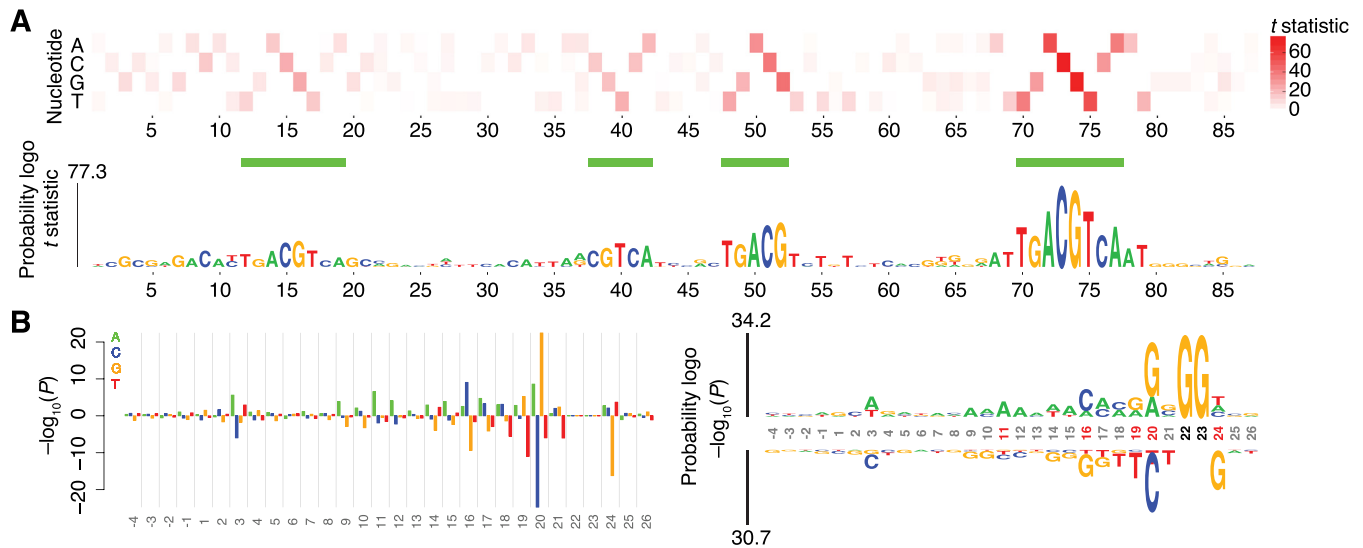 A
Nucleotide
A
C
G
T
t statistic
60
40
20
0
5 10 15 20 25 30 35 40 45 50 55 60 65 70 75 80 85
Probability logo
t statistic
77.3
TGACGTCA
CGTCA
TGACG
TGACGTCAAT
5 10 15 20 25 30 35 40 45 50 55 60 65 70 75 80 85
B
–log10(P)
20
10
0
–10
–20
A
C
G
T
-4 -3 -2 -1 1 2 3 4 5 6 7 8 9 10 11 12 13 14 15 16 17 18 19 20 21 22 23 24 25 26
Probability logo
–log10(P)
34.2
-4 -3 -2 -1 1 2 3 4 5 6 7 8 9 10 11 12 13 14 15 16 17 18 19 20 21 22 23 24 25 26
30.7